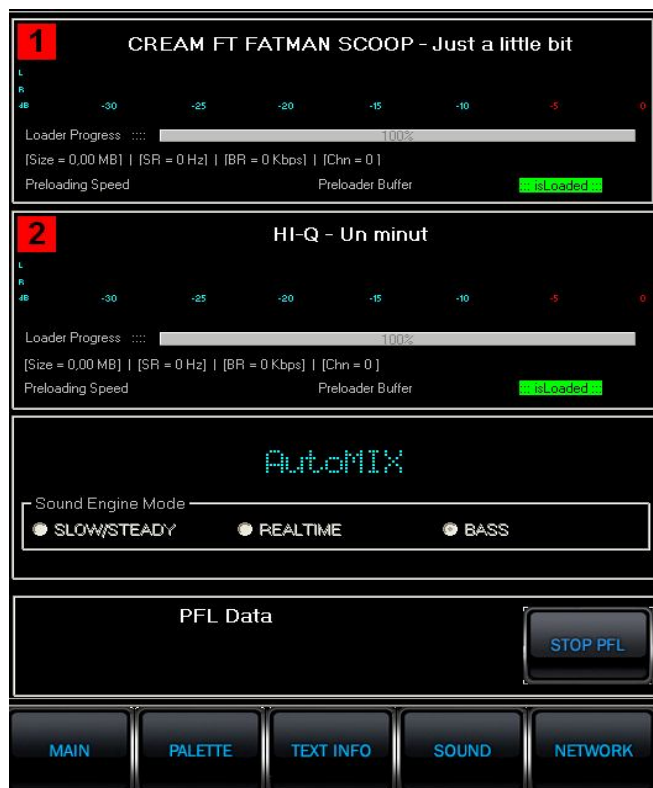 1 CREAM FT FATMAN SCOOP - Just a little bit
L
R
dB -30 -25 -20 -15 -10 -5 0
Loader Progress :::: 100%
[Size = 0,00 MB] | [SR = 0 Hz] | [BR = 0 Kbps] | [Chn = 0 ]
Preloading Speed Preloader Buffer ::: isLoaded :::
2 HI-Q - Un minut
L
R
dB -30 -25 -20 -15 -10 -5 0
Loader Progress :::: 100%
[Size = 0,00 MB] | [SR = 0 Hz] | [BR = 0 Kbps] | [Chn = 0 ]
Preloading Speed Preloader Buffer ::: isLoaded :::
AutoMIX
Sound Engine Mode
SLOW/STEADY REALTIME BASS
PFL Data
STOP PFL
MAIN PALETTE TEXT INFO SOUND NETWORK